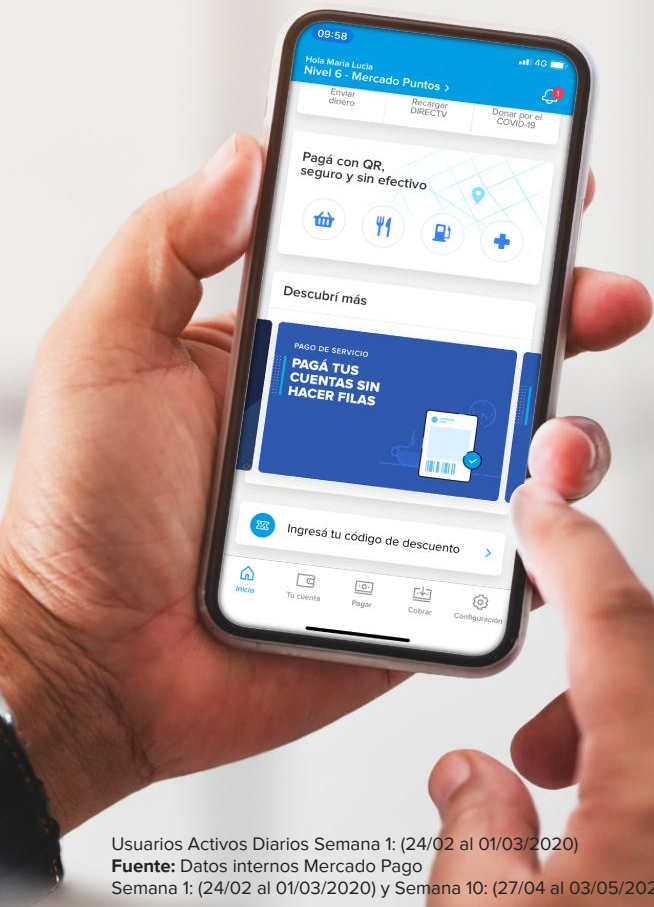 09:58
4G
Hola Maria Lucia
Nivel 6 - Mercado Puntos >
1
Enviar
dinero
Recargar
DIRECTV
Donar por el
COVID-19
Pagá con QR,
seguro y sin efectivo
Descubrí más
PAGO DE SERVICIO
PAGÁ TUS
CUENTAS SIN
HACER FILAS
Ingresá tu código de descuento
Inicio
Tu cuenta
Pagar
Cobrar
Configuración
Usuarios Activos Diarios Semana 1: (24/02 al 01/03/2020)
Fuente: Datos internos Mercado Pago
Semana 1: (24/02 al 01/03/2020) y Semana 10: (27/04 al 03/05/202